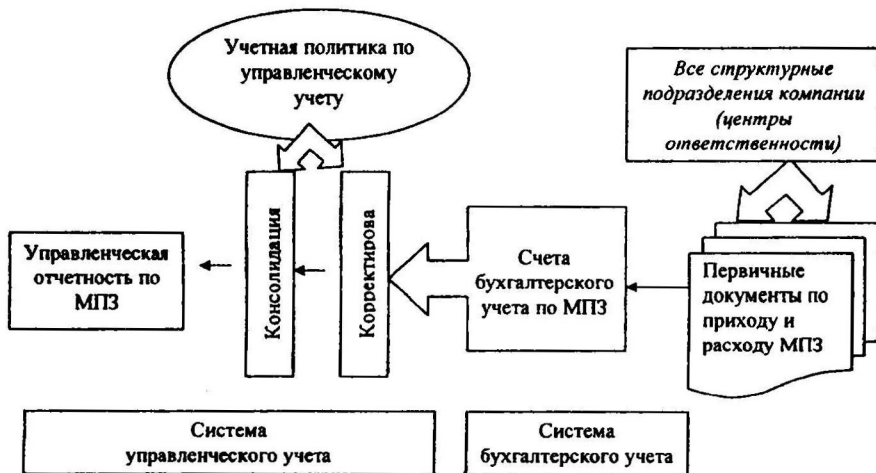 Учетная политика по
управленческому
учету
Все структурные
подразделения компании
(центры
ответственности)
Управленческая
отчетность по
МПЗ
Консолидация
Корректирова
Счета
бухгалтерского
учета по МПЗ
Первичные
документы по
приходу и
расходу МПЗ
Система
управленческого учета
Система
бухгалтерского учета